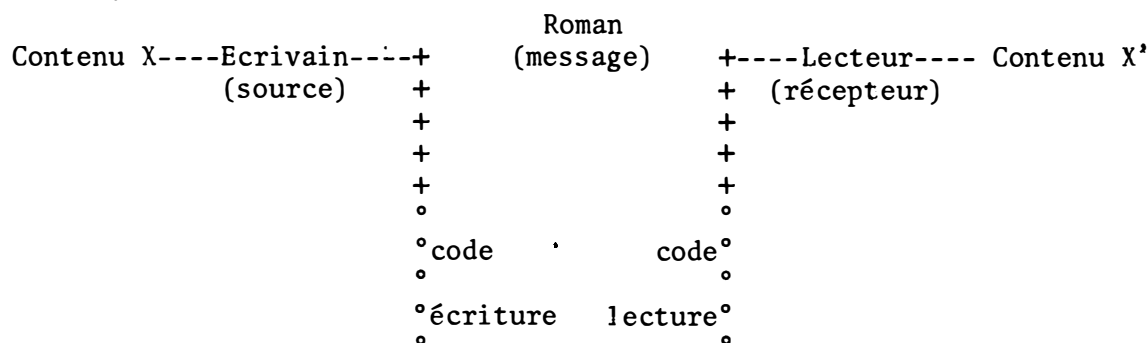 Roman
Contenu X----Ecrivain----+ (message) +----Lecteur---- Contenu X'
(source) + + (récepteur)
+ +
+ +
+ +
° °
°code code°
° °
°écriture lecture°
° °